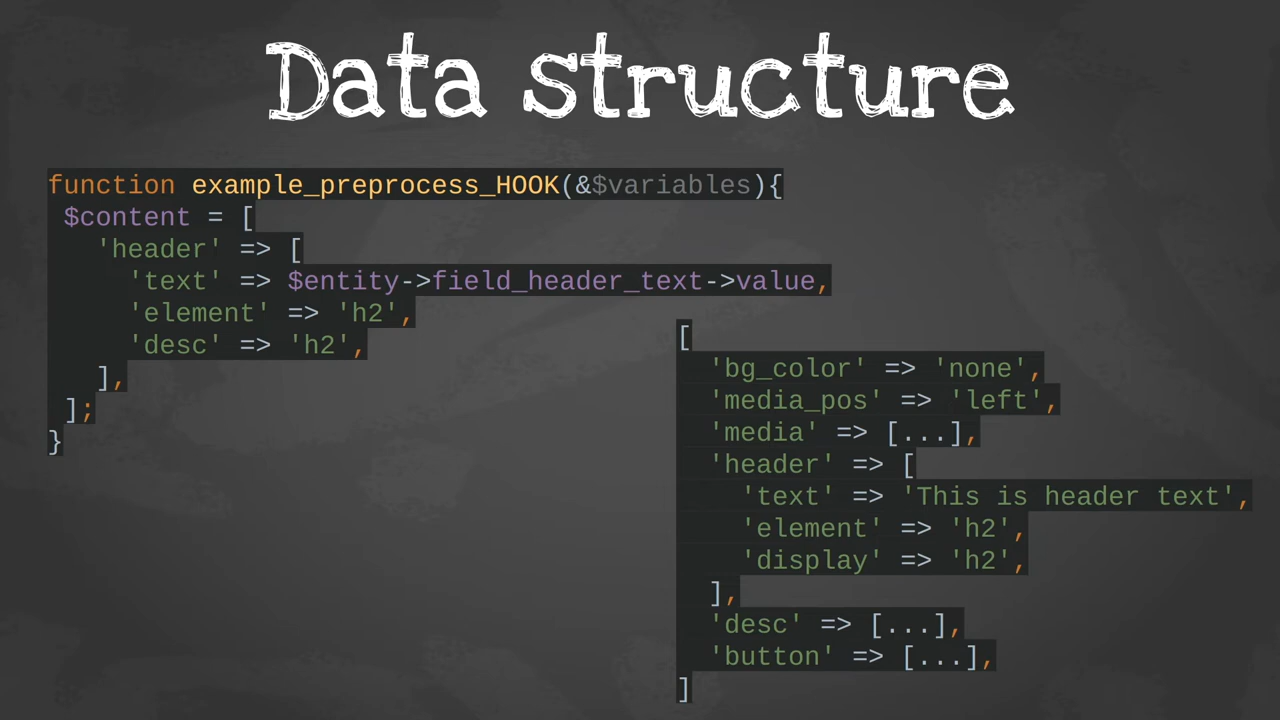 Data structure
function example_preprocess_HOOK(&$variables){
$content = [
'header' => [
'text' => $entity->field_header_text->value,
'element' => 'h2',
'desc' => 'h2',
],
];
}
[
'bg_color' => 'none',
'media_pos' => 'left',
'media' => [...],
'header' => [
'text' => 'This is header text',
'element' => 'h2',
'display' => 'h2',
],
'desc' => [...],
'button' => [...],
]